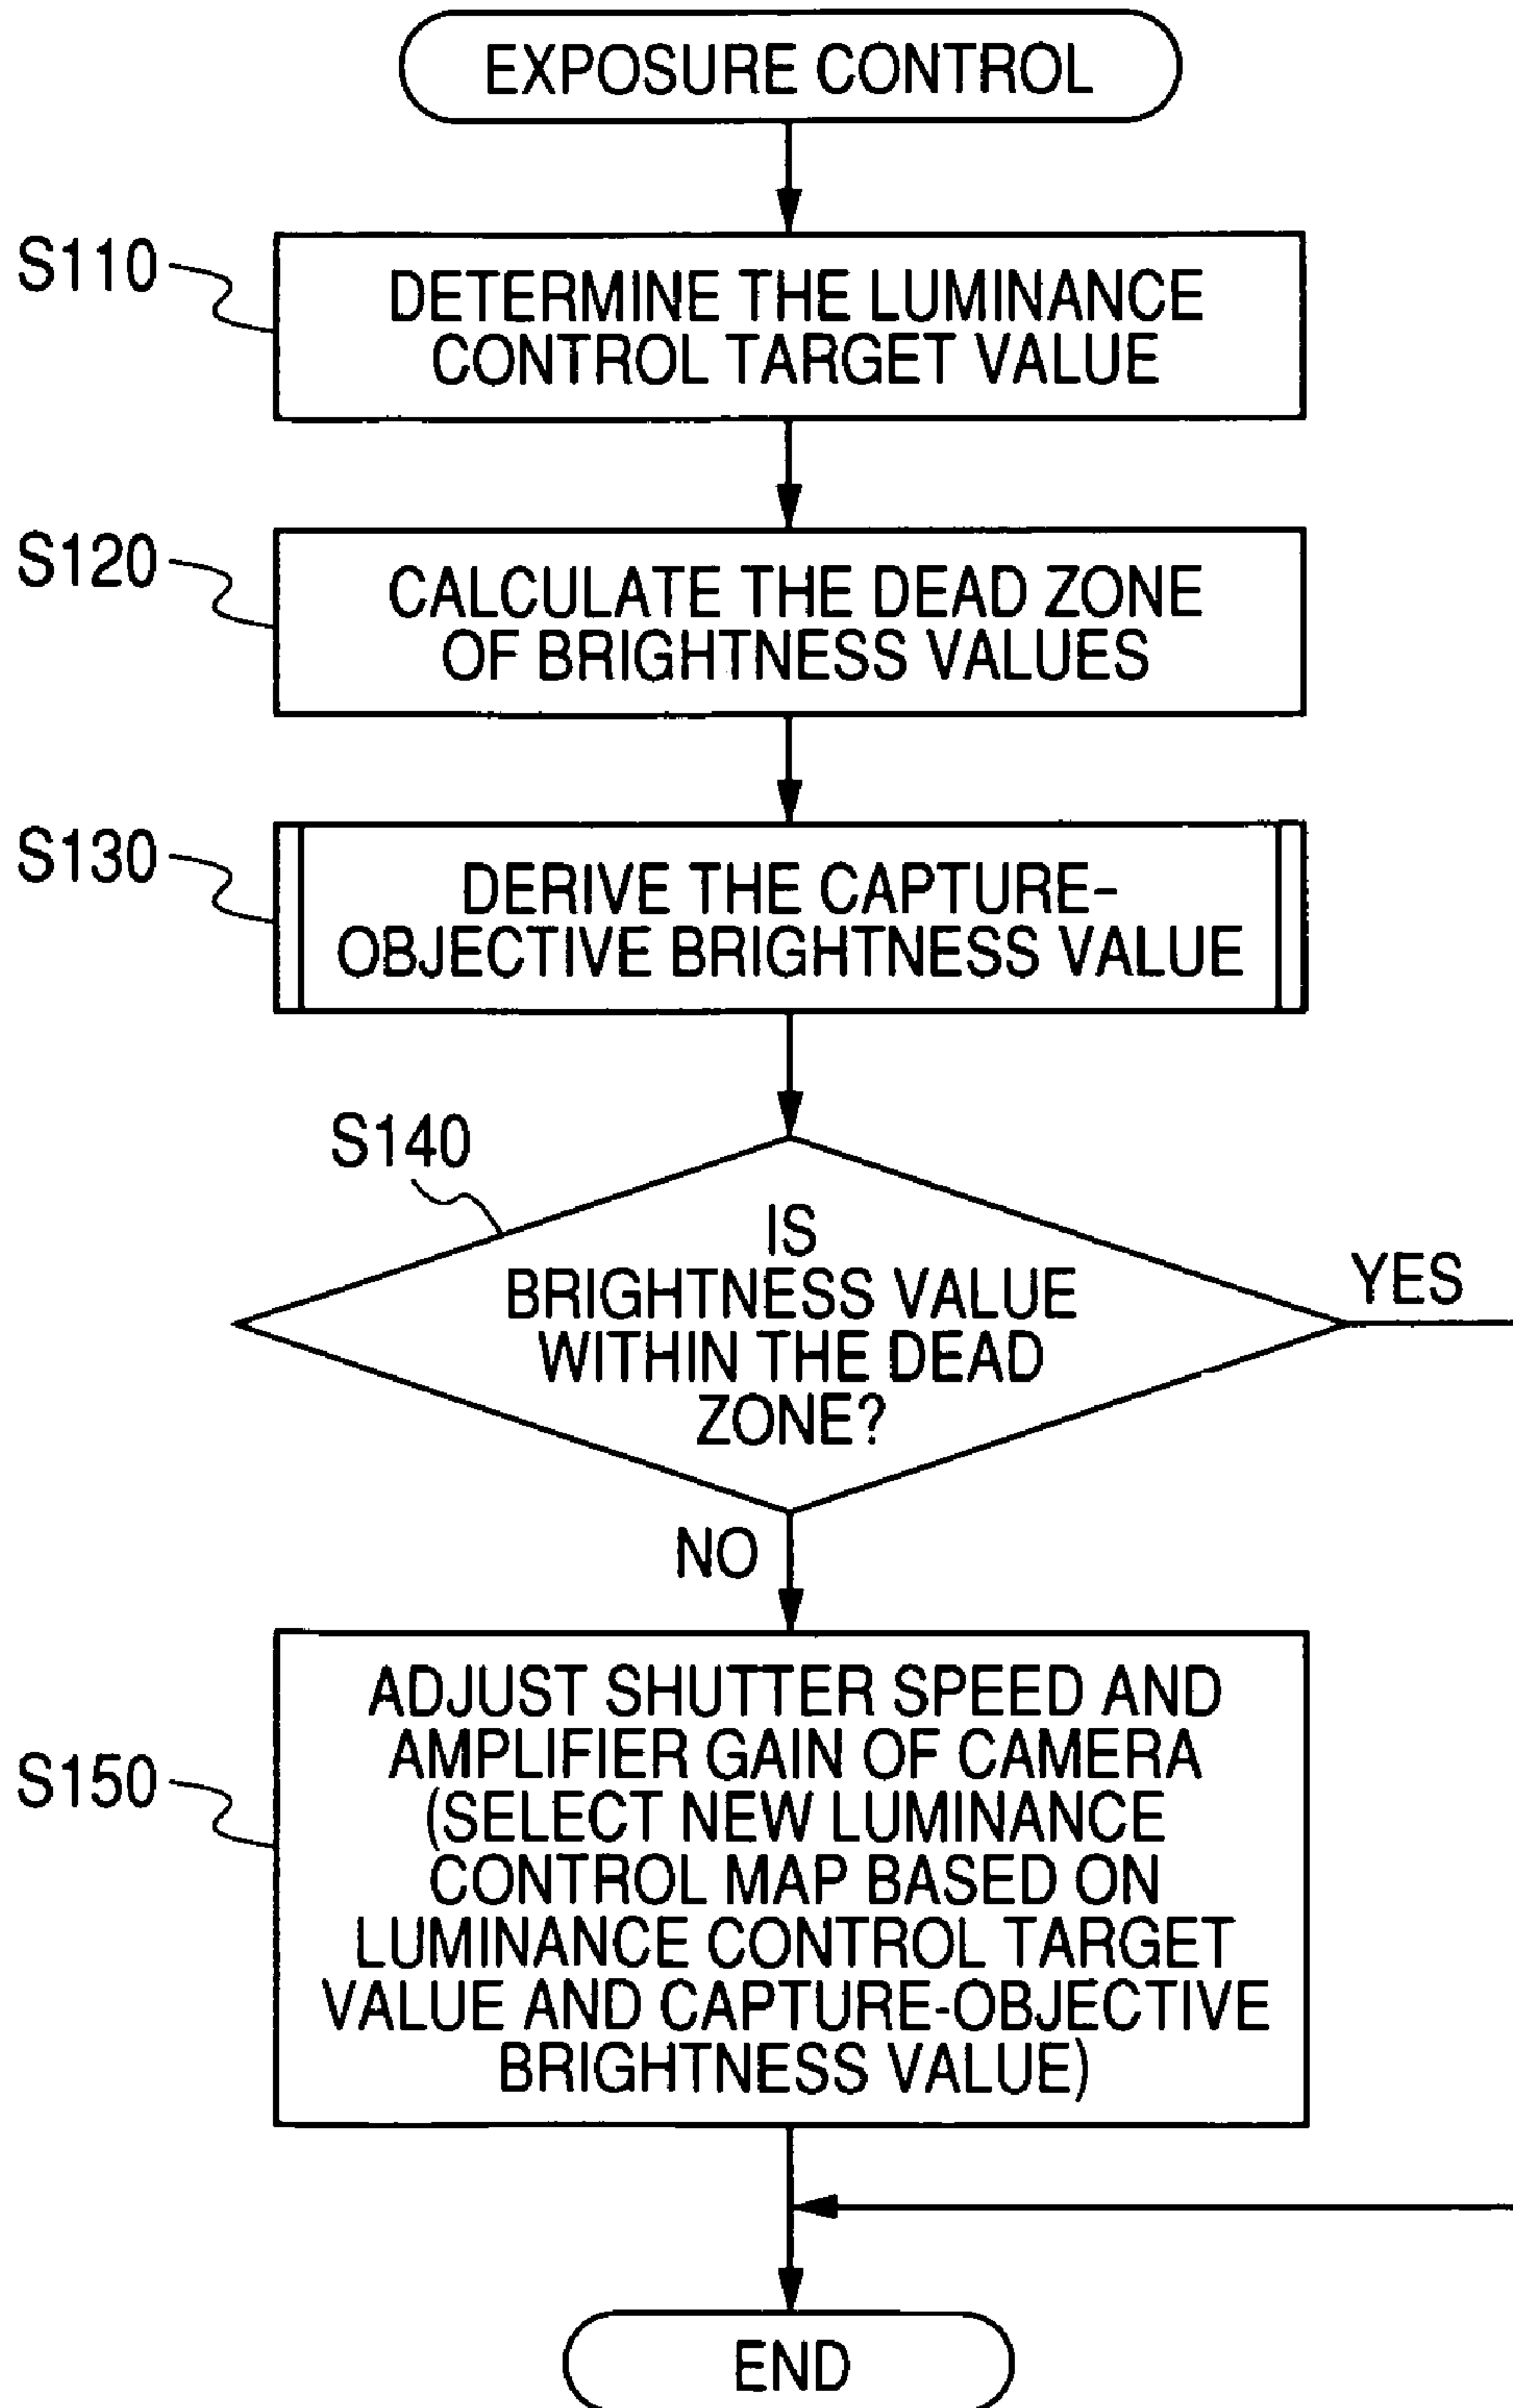 EXPOSURE CONTROL
S110
DETERMINE THE LUMINANCE
CONTROL TARGET VALUE
S120
CALCULATE THE DEAD ZONE
OF BRIGHTNESS VALUES
S130
DERIVE THE CAPTURE-
OBJECTIVE BRIGHTNESS VALUE
S140
IS
BRIGHTNESS VALUE
WITHIN THE DEAD
ZONE?
YES
NO
S150
ADJUST SHUTTER SPEED AND
AMPLIFIER GAIN OF CAMERA
(SELECT NEW LUMINANCE
CONTROL MAP BASED ON
LUMINANCE CONTROL TARGET
VALUE AND CAPTURE-OBJECTIVE
BRIGHTNESS VALUE)
END